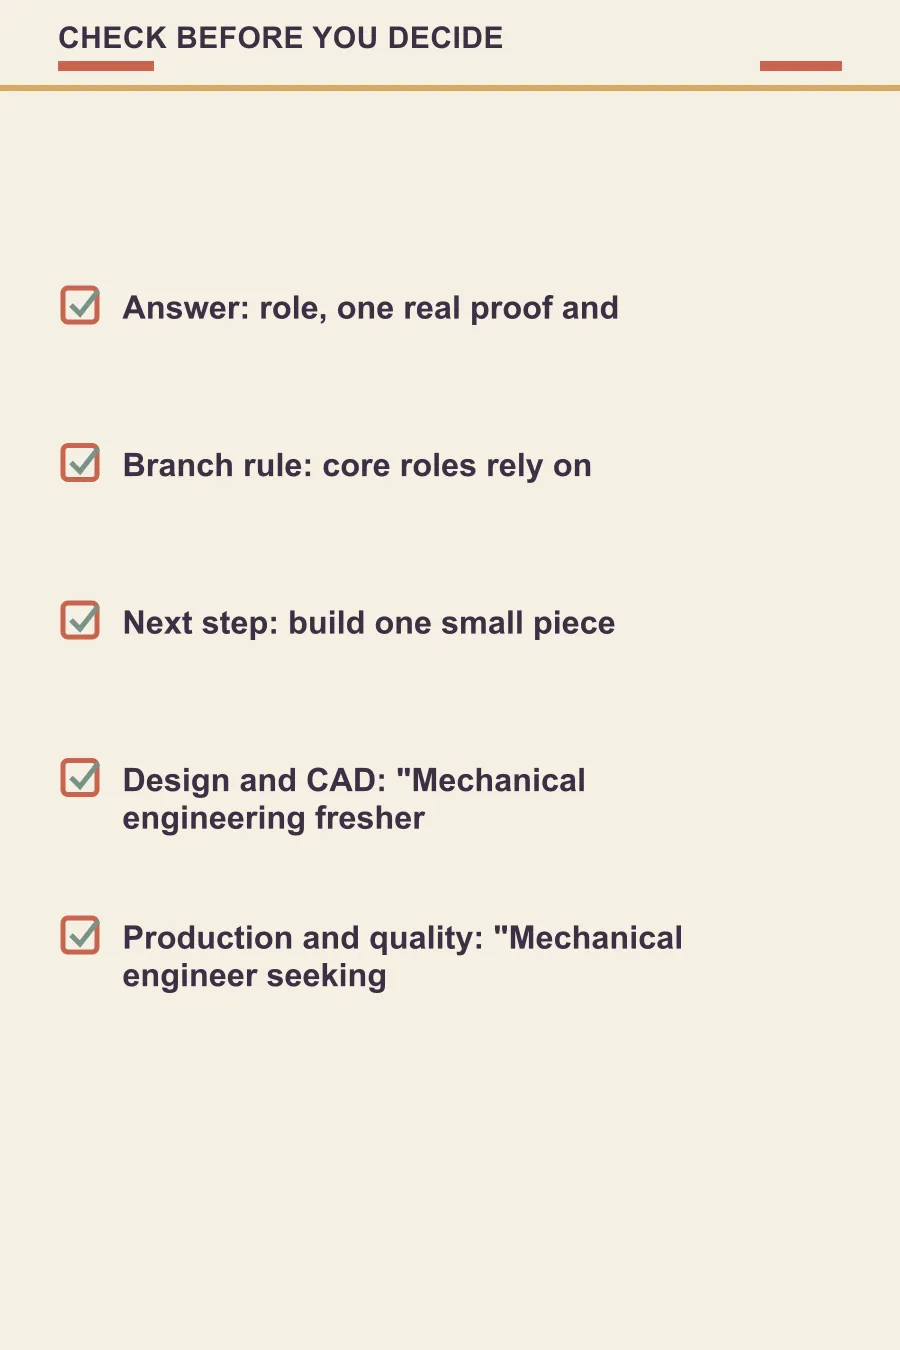 CHECK BEFORE YOU DECIDE
Answer: role, one real proof and
Branch rule: core roles rely on
Next step: build one small piece
Design and CAD: "Mechanical
engineering fresher
Production and quality: "Mechanical
engineer seeking